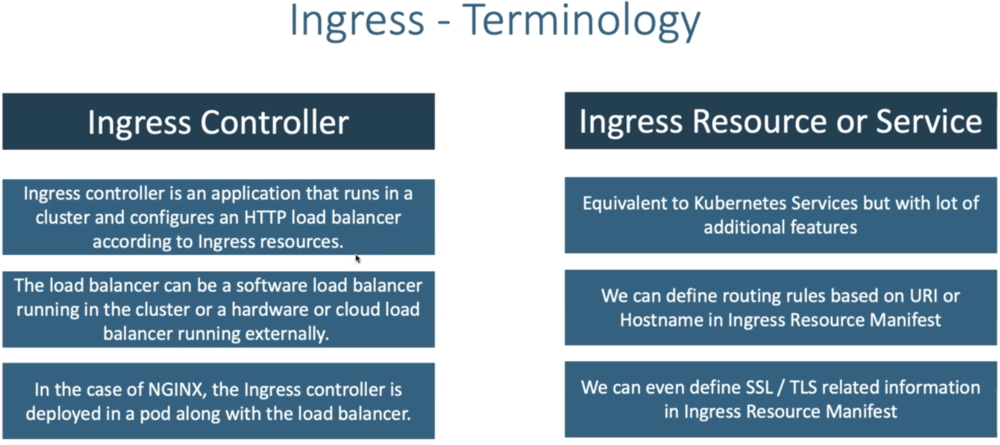 Ingress - Terminology
Ingress Controller
Ingress controller is an application that runs in a
cluster and configures an HTTP load balancer
according to Ingress resources.
The load balancer can be a software load balancer
running in the cluster or a hardware or cloud load
balancer running externally.
In the case of NGINX, the Ingress controller is
deployed in a pod along with the load balancer.
Ingress Resource or Service
Equivalent to Kubernetes Services but with lot of
additional features
We can define routing rules based on URI or
Hostname in Ingress Resource Manifest
We can even define SSL / TLS related information
in Ingress Resource Manifest